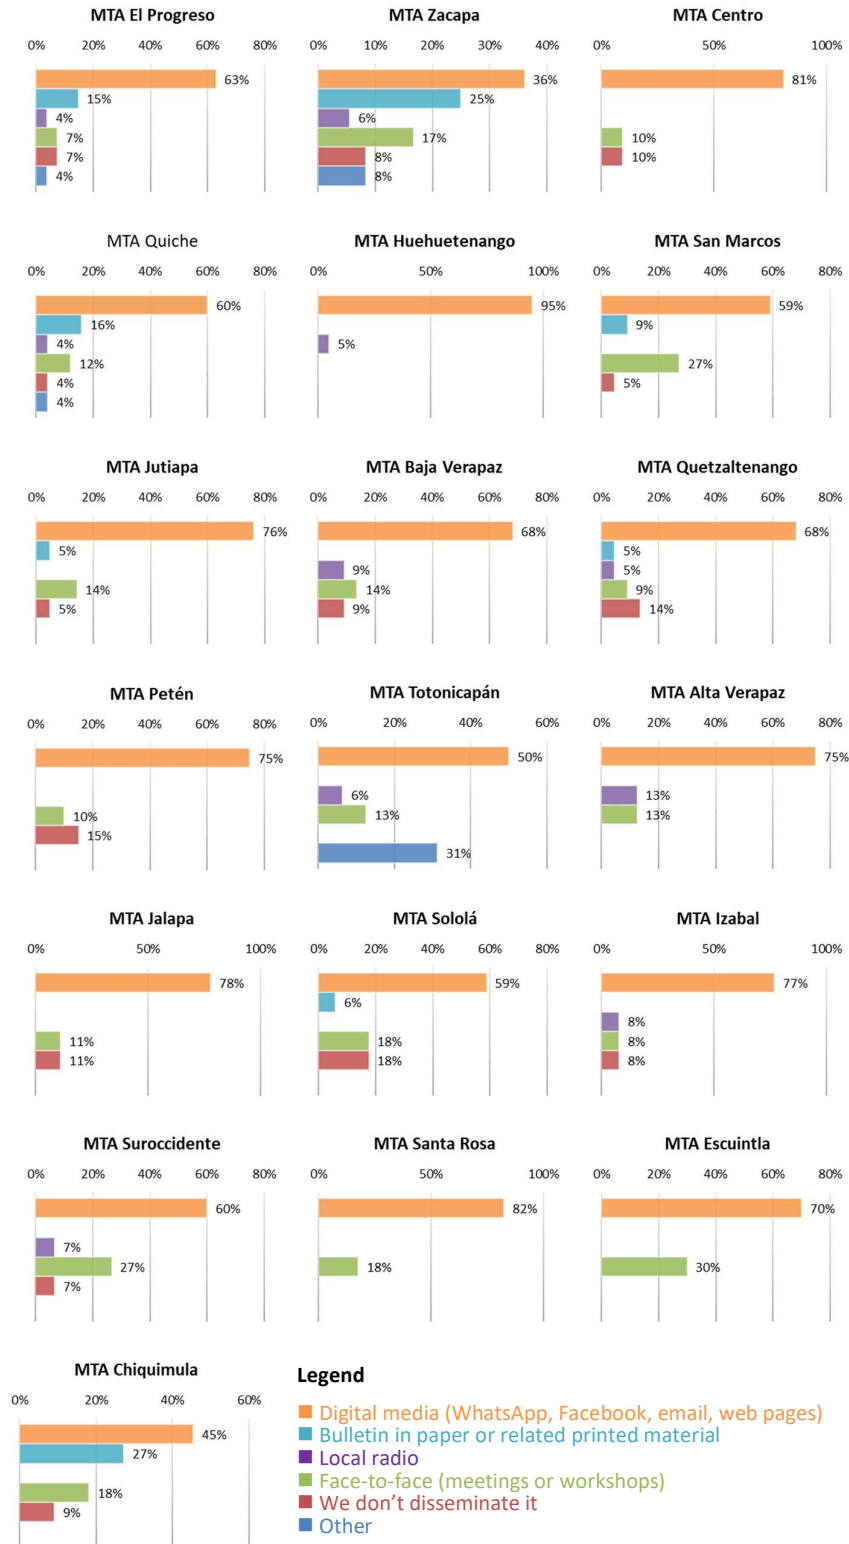 MTA El Progreso
0% 20% 40% 60% 80%
63%
15%
4%
7%
7%
4%
MTA Zacapa
0% 10% 20% 30% 40%
36%
25%
6%
17%
8%
8%
MTA Centro
0% 50% 100%
81%
10%
10%
MTA Quiche
0% 20% 40% 60% 80%
60%
16%
4%
12%
4%
4%
MTA Huehuetenango
0% 50% 100%
95%
5%
MTA San Marcos
0% 20% 40% 60% 80%
59%
9%
27%
5%
MTA Jutiapa
0% 20% 40% 60% 80%
76%
5%
14%
5%
MTA Baja Verapaz
0% 20% 40% 60% 80%
68%
9%
14%
9%
MTA Quetzaltenango
0% 20% 40% 60% 80%
68%
5%
5%
9%
14%
MTA Petén
0% 20% 40% 60% 80%
75%
10%
15%
MTA Totonicapán
0% 20% 40% 60%
50%
6%
13%
31%
MTA Alta Verapaz
0% 20% 40% 60% 80%
75%
13%
13%
MTA Jalapa
0% 50% 100%
78%
11%
11%
MTA Sololá
0% 20% 40% 60% 80%
59%
6%
18%
18%
MTA Izabal
0% 50% 100%
77%
8%
8%
8%
MTA Suroccidente
0% 20% 40% 60% 80%
60%
7%
27%
7%
MTA Santa Rosa
0% 50% 100%
82%
18%
MTA Escuintla
0% 20% 40% 60% 80%
70%
30%
MTA Chiquimula
0% 20% 40% 60%
45%
27%
18%
9%
Legend
Digital media (WhatsApp, Facebook, email, web pages)
Bulletin in paper or related printed material
Local radio
Face-to-face (meetings or workshops)
We don't disseminate it
Other